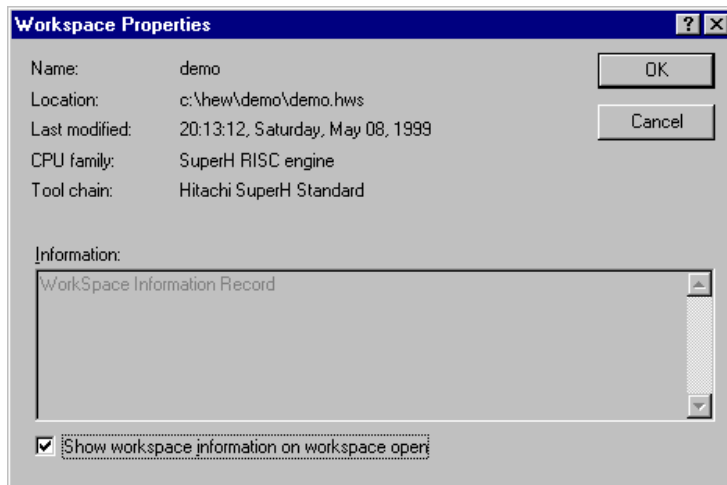 Workspace Properties
Name: demo
Location: c:\hew\demo\demo.hws
Last modified: 20:13:12, Saturday, May 08, 1999
CPU family: SuperH RISC engine
Tool chain: Hitachi SuperH Standard
OK
Cancel
Information:
WorkSpace Information Record
Show workspace information on workspace open